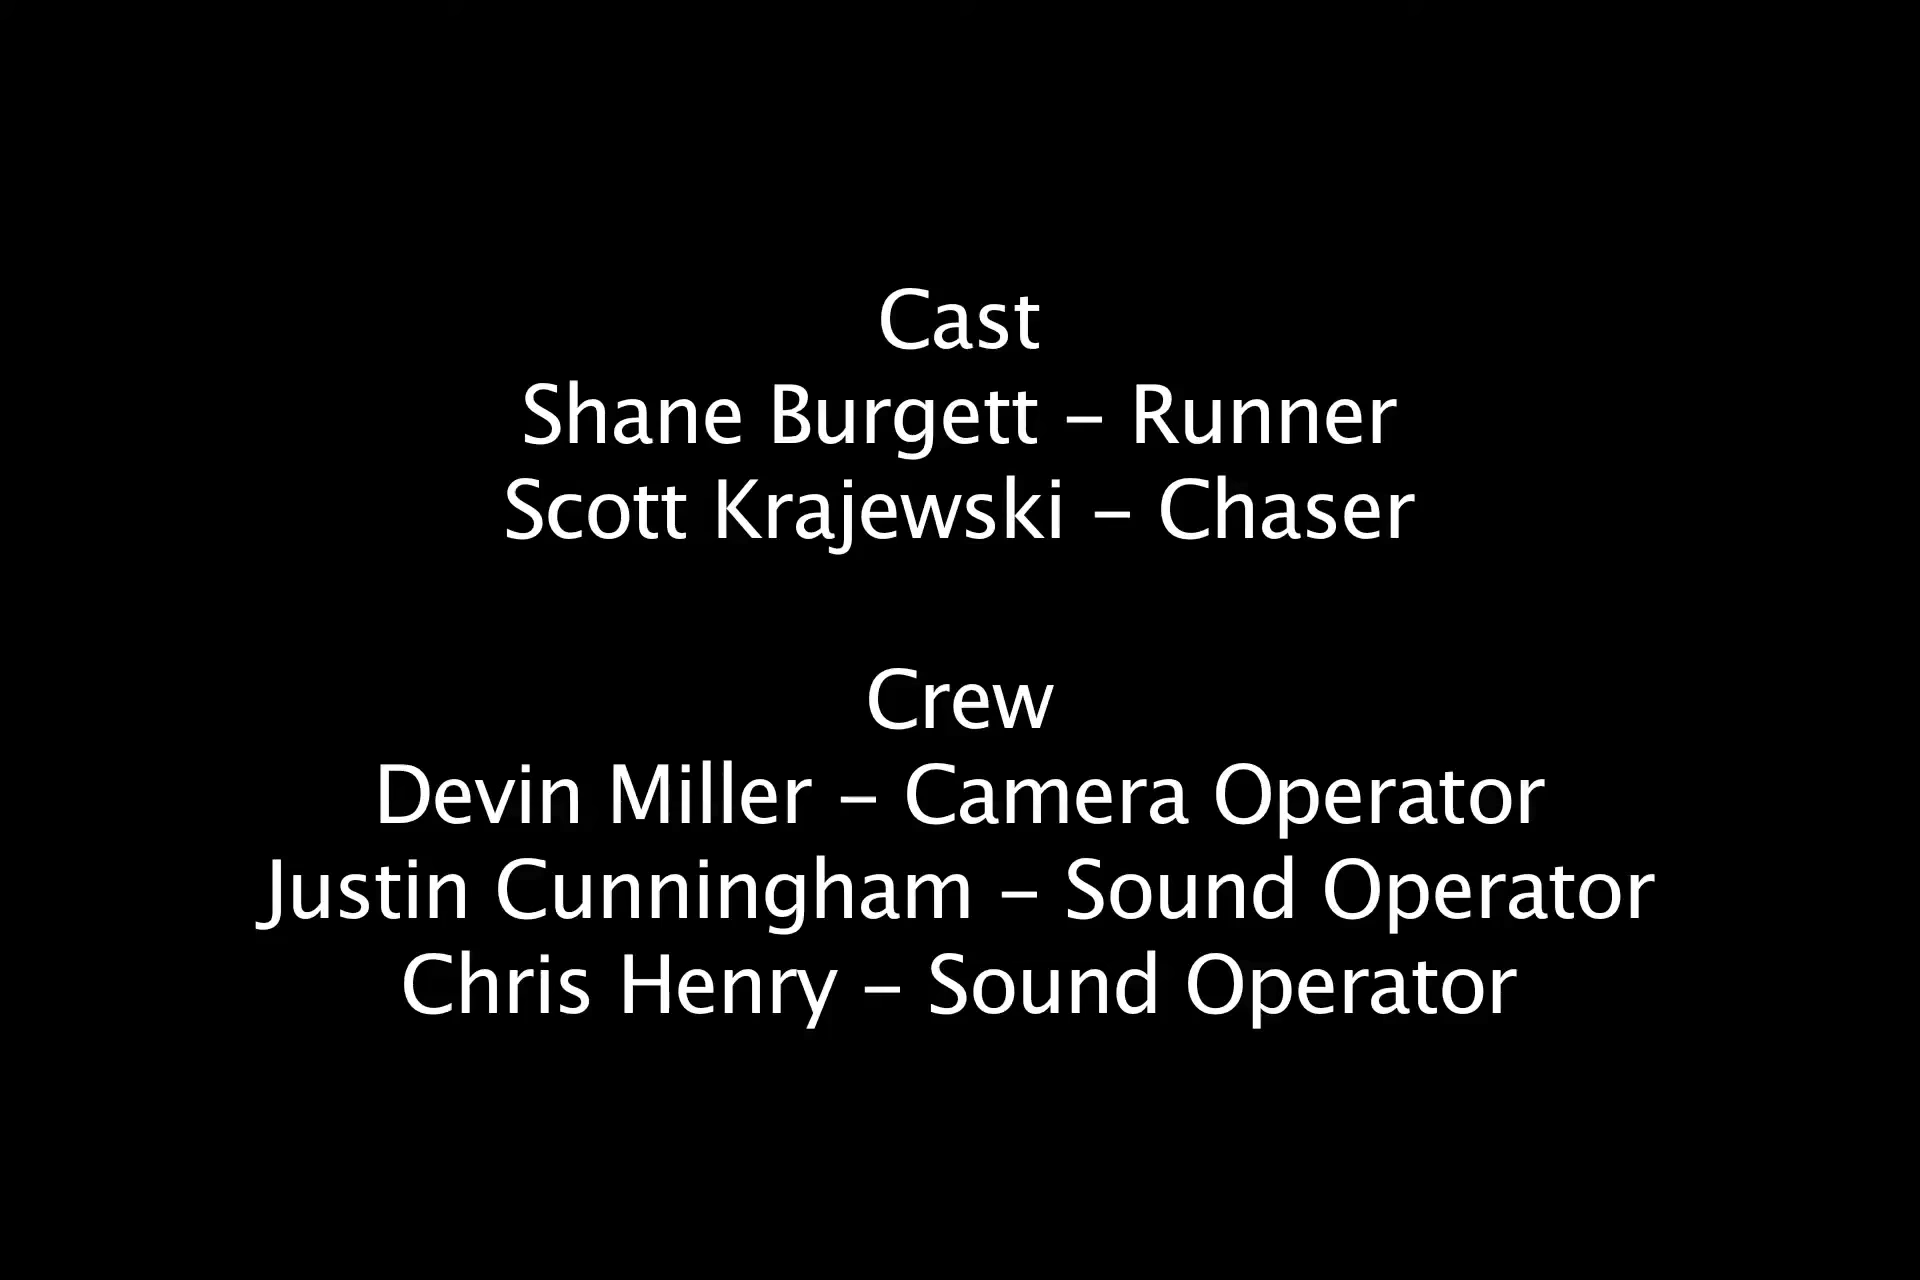 Cast
Shane Burgett - Runner
Scott Krajewski - Chaser
Crew
Devin Miller - Camera Operator
Justin Cunningham - Sound Operator
Chris Henry - Sound Operator